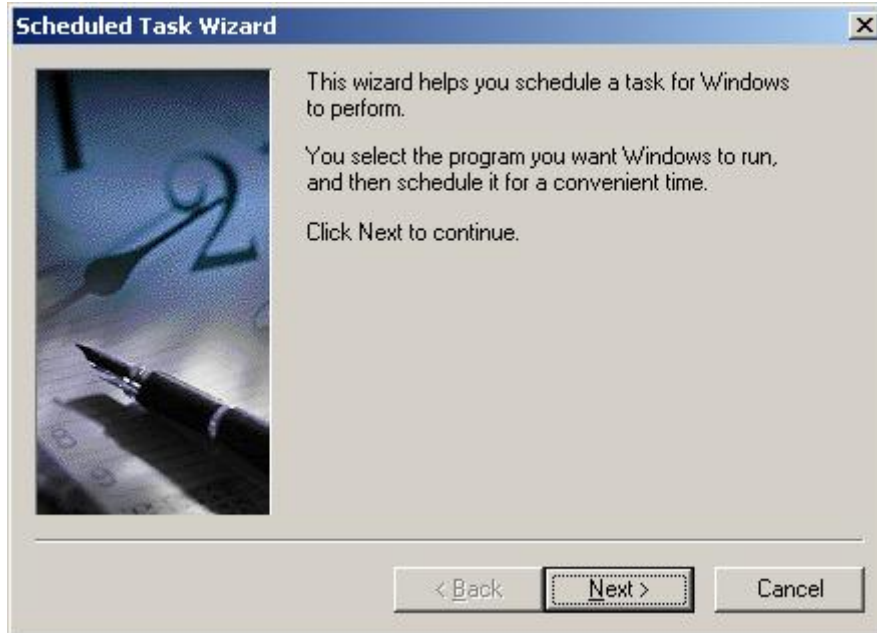 Scheduled Task Wizard
This wizard helps you schedule a task for Windows
to perform.
You select the program you want Windows to run,
and then schedule it for a convenient time.
Click Next to continue.
< Back
Next >
Cancel